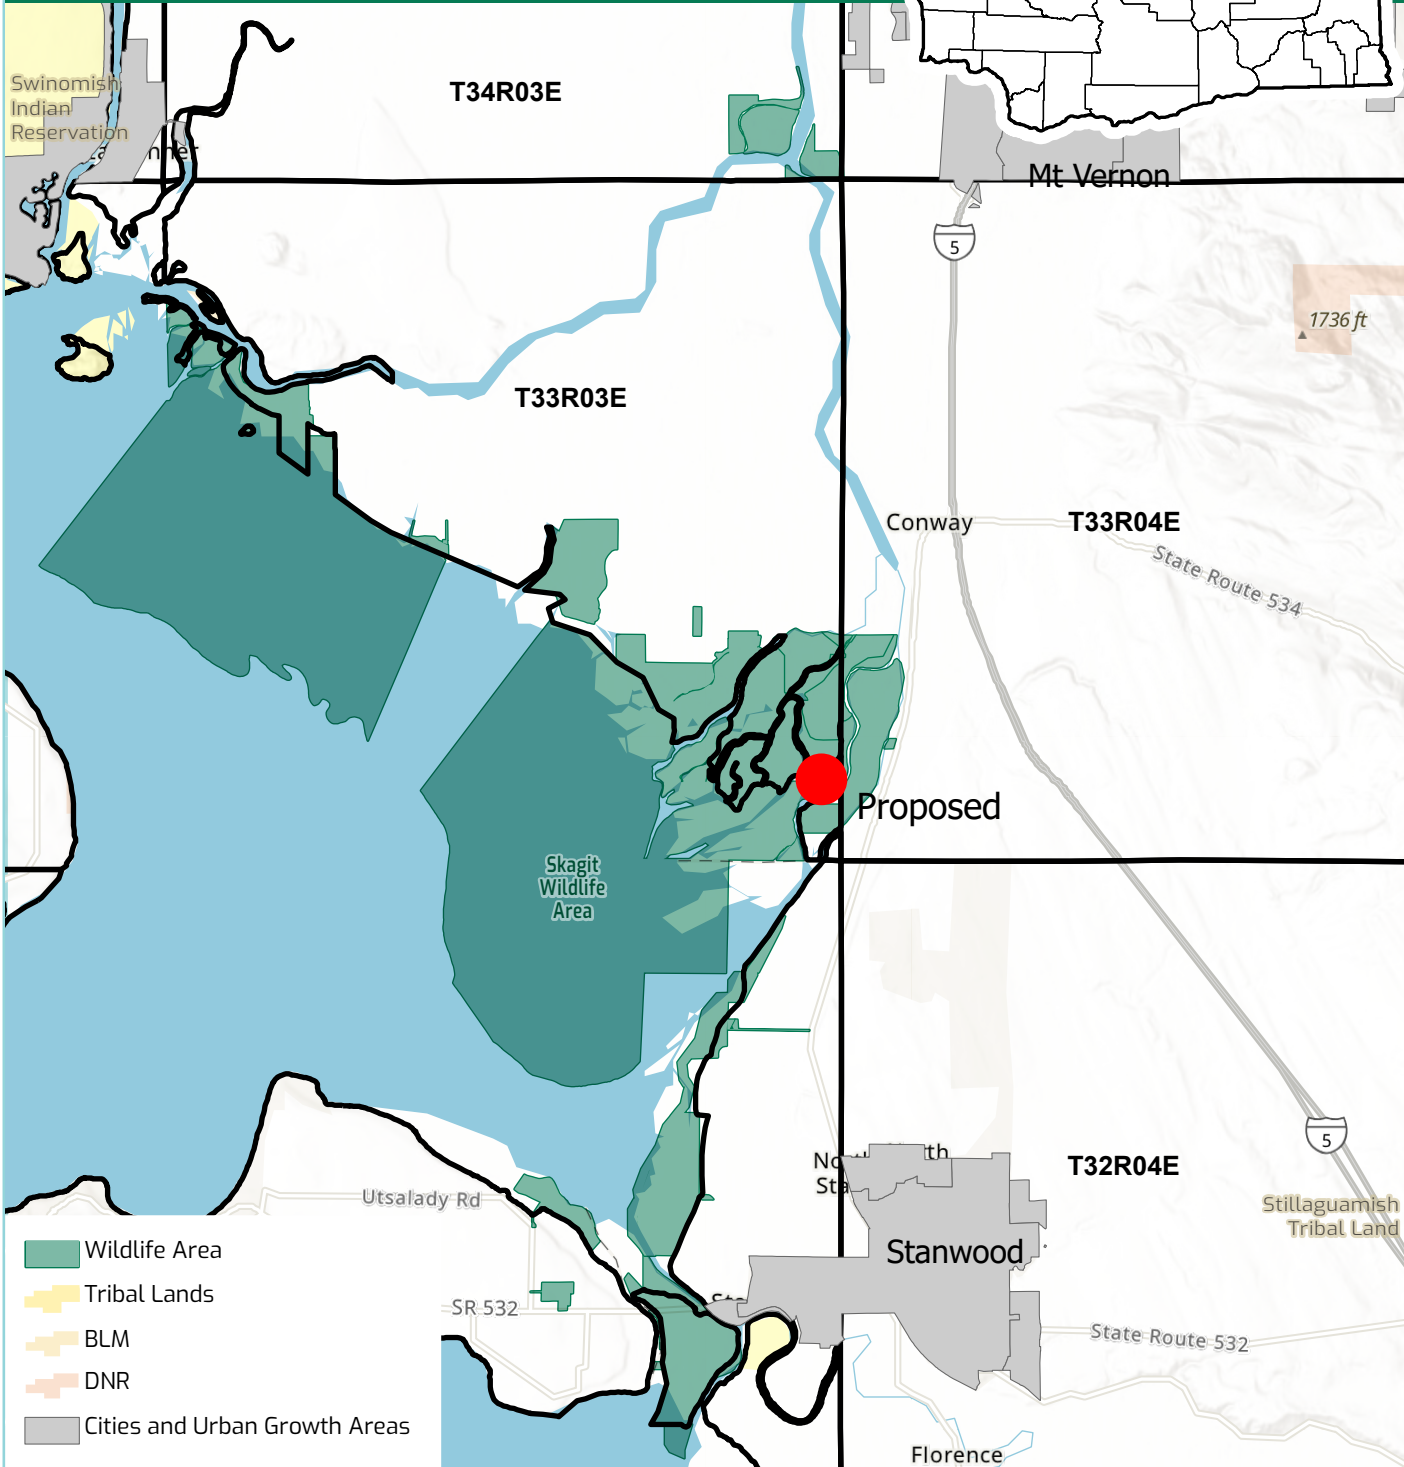 Swinomish
Indian
Reservation
T34R03E
Mt Vernon
5
1736 ft
T33R03E
Conway
T33R04E
State Route 534
Proposed
Skagit
Wildlife
Area
T32R04E
Utsalady Rd
5
Stillaguamish
Tribal Land
Stanwood
SR 532
State Route 532
Florence
Wildlife Area
Tribal Lands
BLM
DNR
Cities and Urban Growth Areas